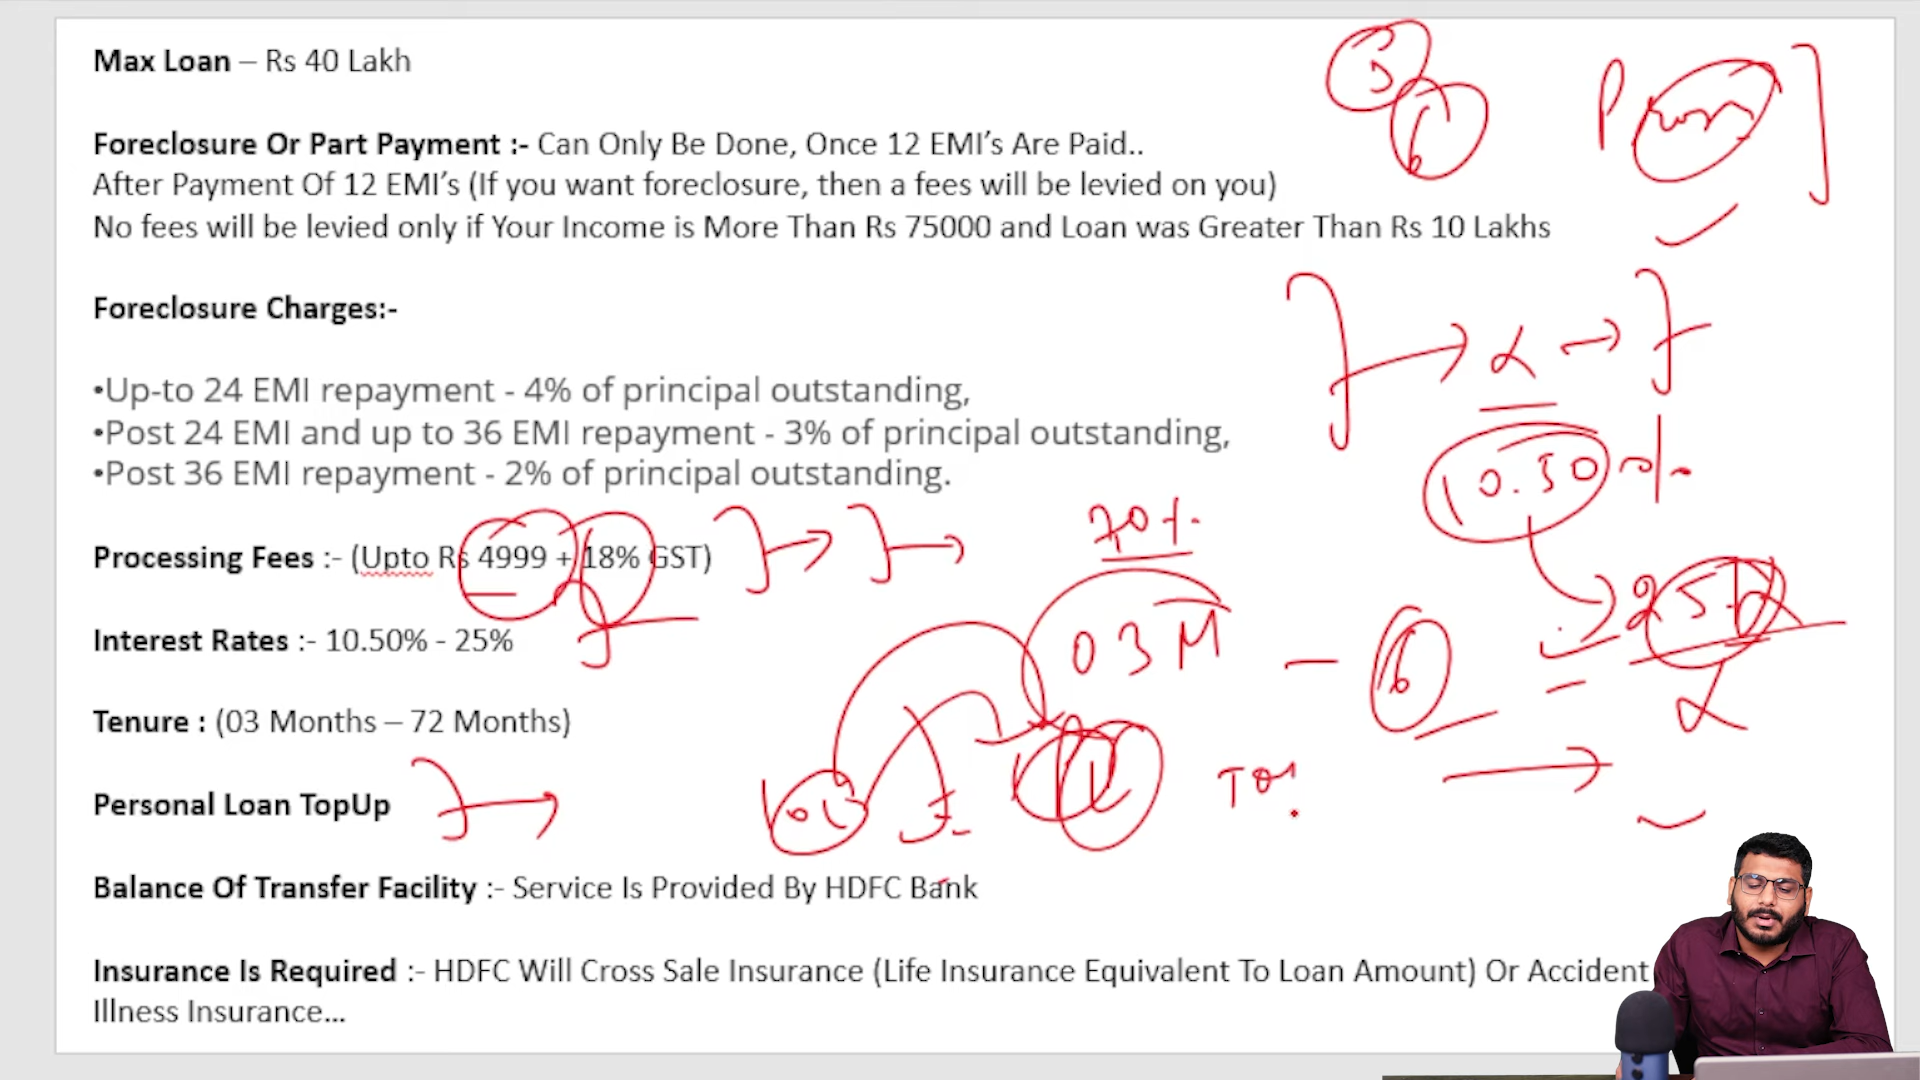 Max Loan – Rs 40 Lakh
Foreclosure Or Part Payment :- Can Only Be Done, Once 12 EMI's Are Paid..
After Payment Of 12 EMI's (If you want foreclosure, then a fees will be levied on you)
No fees will be levied only if Your Income is More Than Rs 75000 and Loan was Greater Than Rs 10 Lakhs
Foreclosure Charges:-
•Up-to 24 EMI repayment - 4% of principal outstanding,
•Post 24 EMI and up to 36 EMI repayment - 3% of principal outstanding,
•Post 36 EMI repayment - 2% of principal outstanding.
10.50 %
70%
Processing Fees :- (Upto Rs 4999 + 18% GST)
25%
03 M - 6
Interest Rates :- 10.50% - 25%
Tenure : (03 Months – 72 Months)
Personal Loan TopUp
Balance Of Transfer Facility :- Service Is Provided By HDFC Bank
Insurance Is Required :- HDFC Will Cross Sale Insurance (Life Insurance Equivalent To Loan Amount) Or Accident
Illness Insurance...